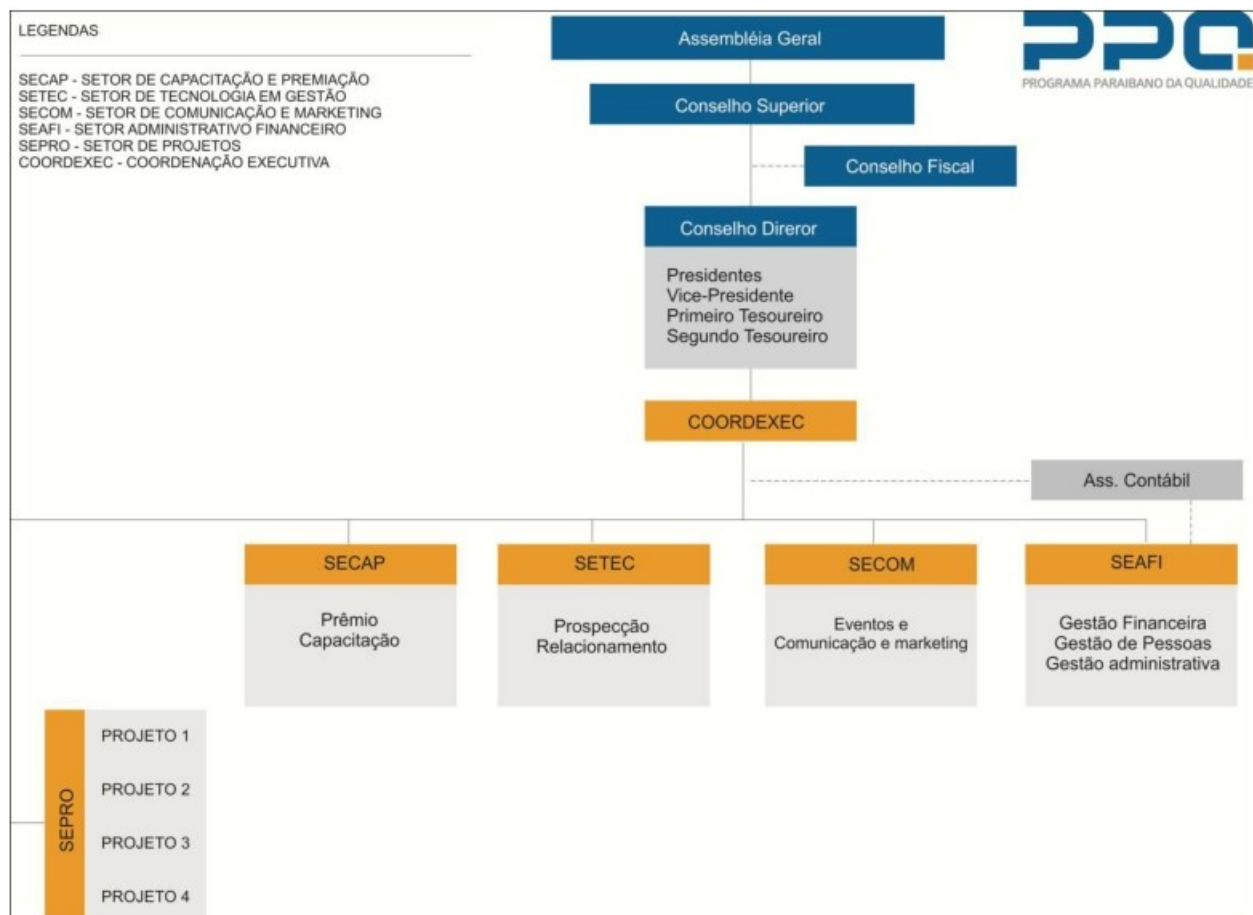 LEGENDAS
SECAP - SETOR DE CAPACITAÇÃO E PREMIAÇÃO
SETEC - SETOR DE TECNOLOGIA EM GESTÃO
SECOM - SETOR DE COMUNICAÇÃO E MARKETING
SEAFI - SETOR ADMINISTRATIVO FINANCEIRO
SEPRO - SETOR DE PROJETOS
COORDEXEC - COORDENAÇÃO EXECUTIVA
PPQ
PROGRAMA PARAIBANO DA QUALIDADE
Assembléia Geral
Conselho Superior
Conselho Fiscal
Conselho Direror
Presidentes
Vice-Presidente
Primeiro Tesoureiro
Segundo Tesoureiro
COORDEXEC
Ass. Contábil
SECAP
Prêmio
Capacitação
SETEC
Prospecção
Relacionamento
SECOM
Eventos e
Comunicação e marketing
SEAFI
Gestão Financeira
Gestão de Pessoas
Gestão administrativa
SEPRO
PROJETO 1
PROJETO 2
PROJETO 3
PROJETO 4